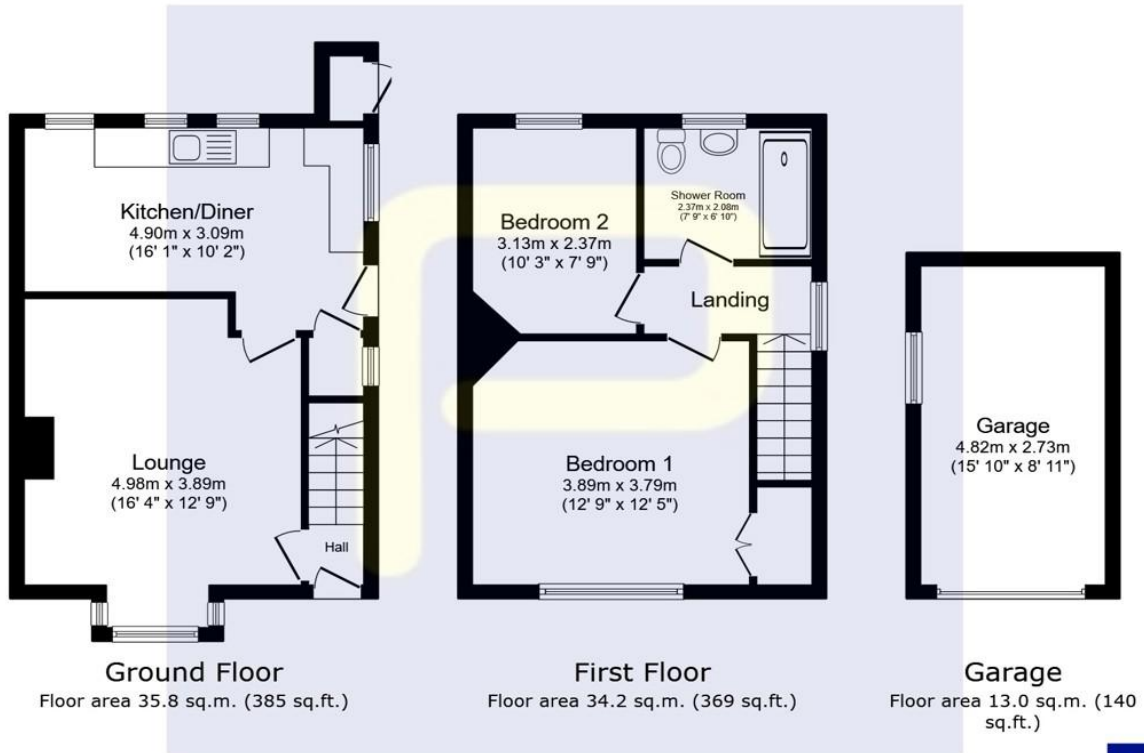 Kitchen/Diner
4.90m x 3.09m
(16' 1" x 10' 2")
Lounge
4.98m x 3.89m
(16' 4" x 12' 9")
Hall
Ground Floor
Floor area 35.8 sq.m. (385 sq.ft.)
Bedroom 2
3.13m x 2.37m
(10' 3" x 7' 9")
Shower Room
2.37m x 2.08m
(7' 9" x 6' 10")
Landing
Bedroom 1
3.89m x 3.79m
(12' 9" x 12' 5")
First Floor
Floor area 34.2 sq.m. (369 sq.ft.)
Garage
4.82m x 2.73m
(15' 10" x 8' 11")
Garage
Floor area 13.0 sq.m. (140
sq.ft.)